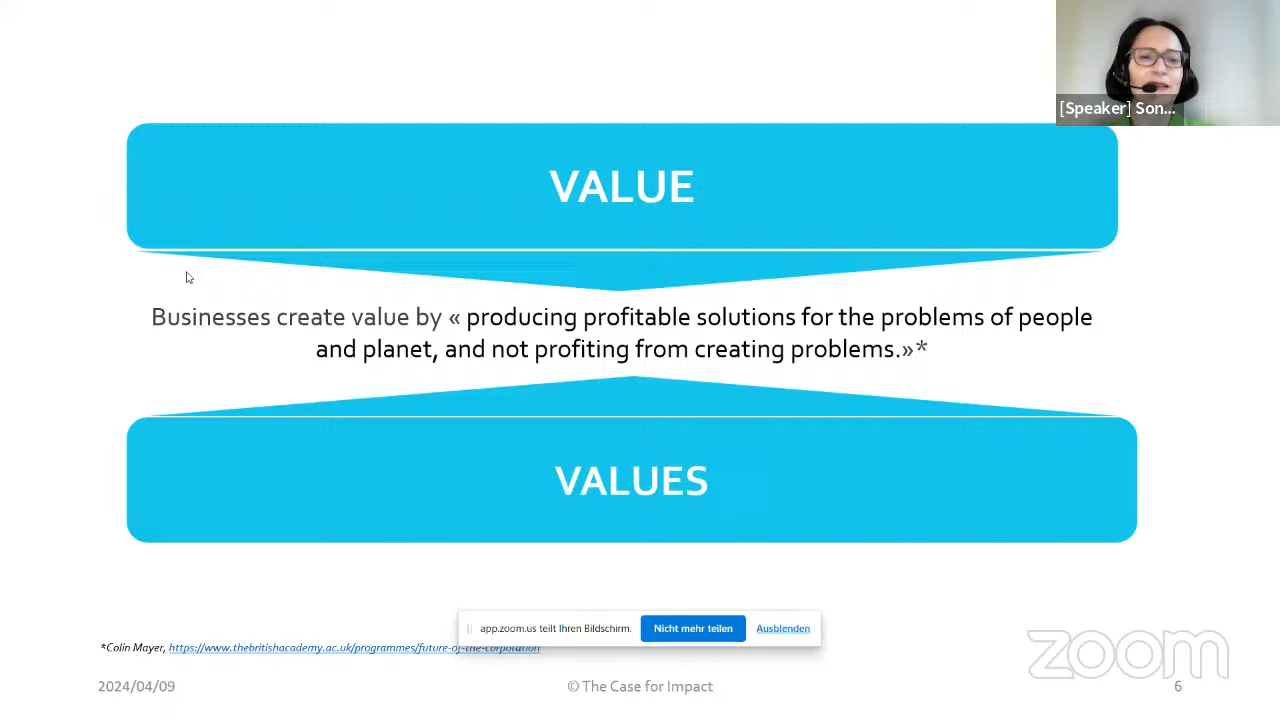 [Speaker] Son...
VALUE
Businesses create value by « producing profitable solutions for the problems of people
and planet, and not profiting from creating problems.»*
VALUES
app.zoom.us teilt Ihren Bildschirm. Nicht mehr teilen Ausblenden
*Colin Mayer, https://www.thebritishacademy.ac.uk/programmes/future-of-the-corporation
zoom
2024/04/09 © The Case for Impact 6